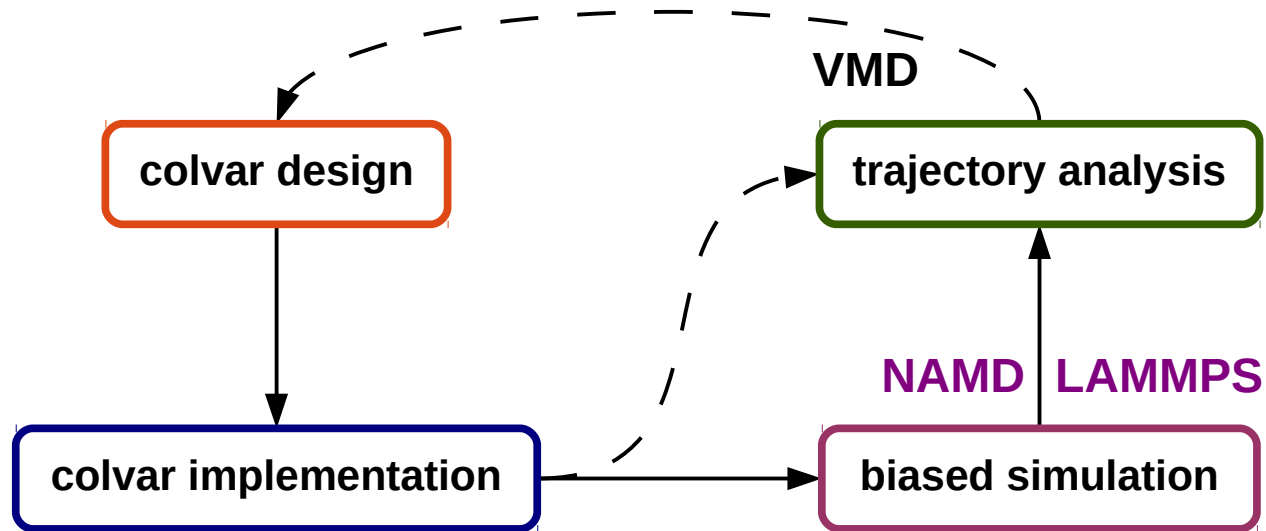 VMD
colvar design
trajectory analysis
NAMD LAMMPS
colvar implementation
biased simulation